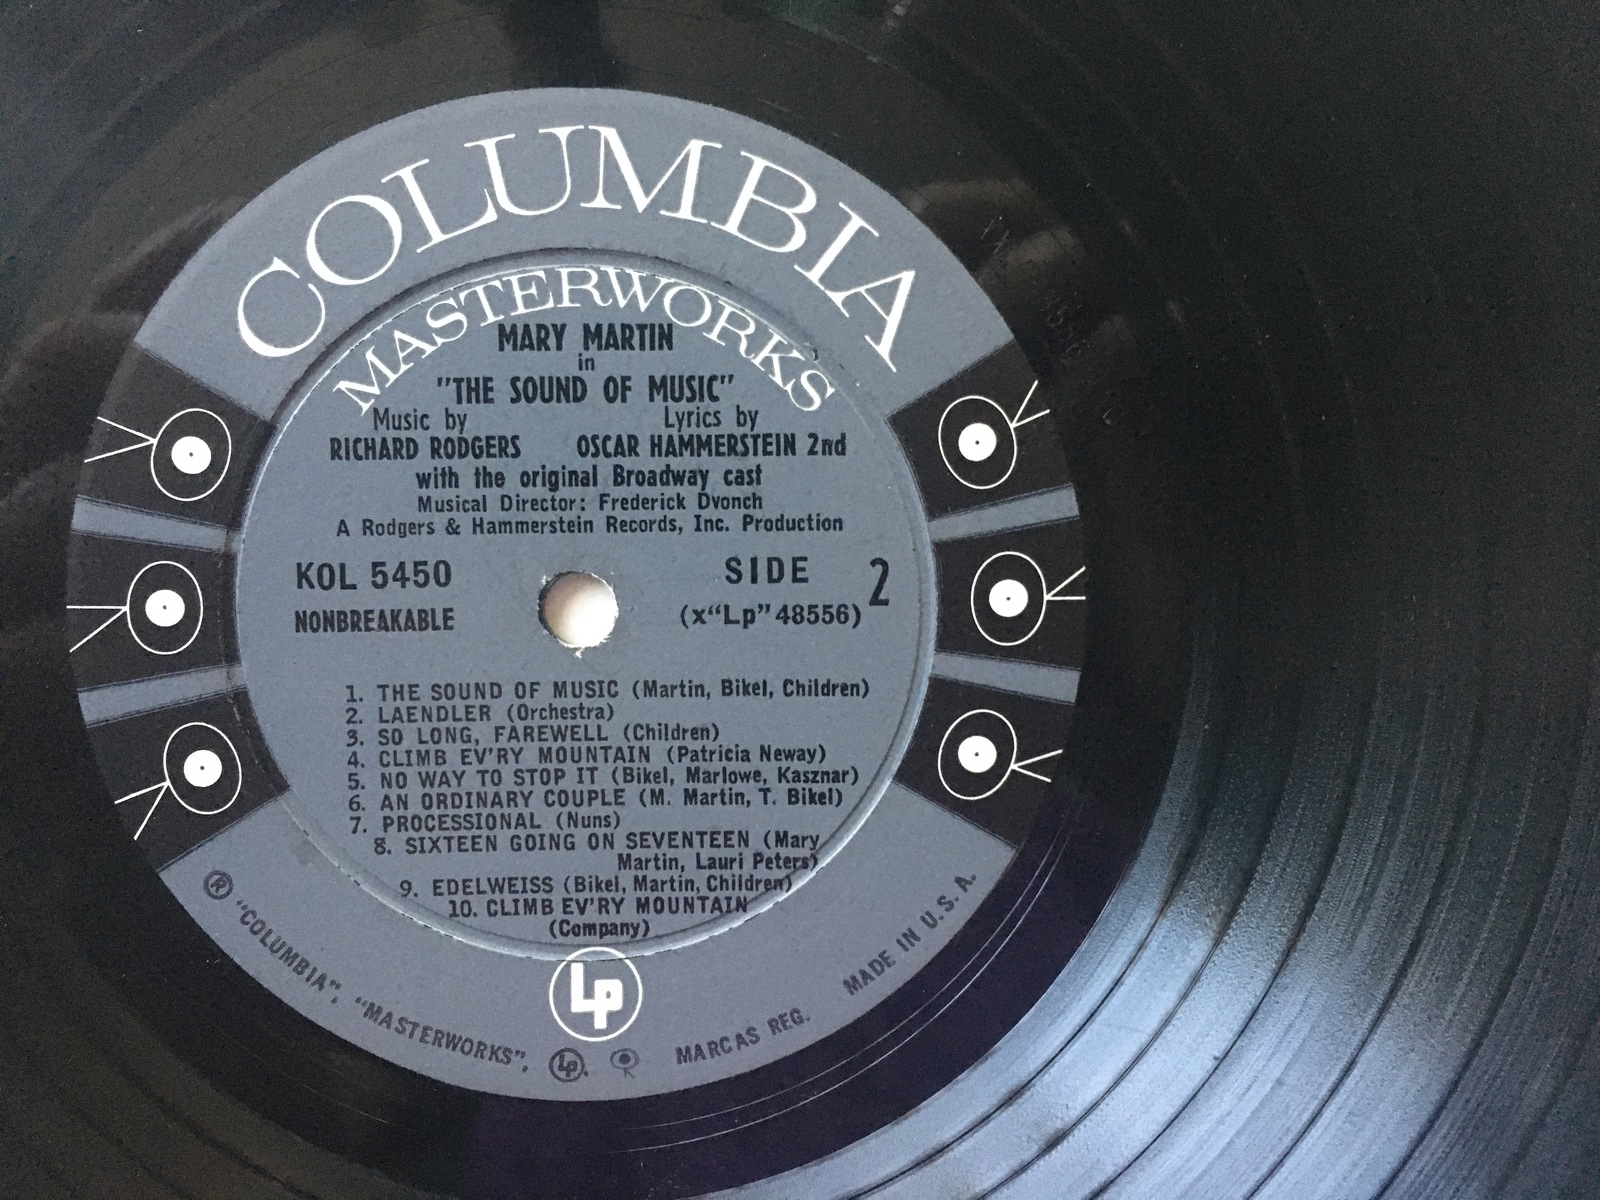 COLUMBIA
MASTERWORKS
MARY MARTIN
in
"THE SOUND OF MUSIC"
Music by Lyrics by
RICHARD RODGERS OSCAR HAMMERSTEIN 2nd
with the original Broadway cast
Musical Director: Frederick Dvonch
A Rodgers & Hammerstein Records, Inc. Production
KOL 5450 SIDE 2
NONBREAKABLE (x"Lp" 48556)
1. THE SOUND OF MUSIC (Martin, Bikel, Children)
2. LAENDLER (Orchestra)
3. SO LONG, FAREWELL (Children)
4. CLIMB EV'RY MOUNTAIN (Patricia Neway)
5. NO WAY TO STOP IT (Bikel, Marlowe, Kasznar)
6. AN ORDINARY COUPLE (M. Martin, T. Bikel)
7. PROCESSIONAL (Nuns)
8. SIXTEEN GOING ON SEVENTEEN (Mary
Martin, Lauri Peters)
9. EDELWEISS (Bikel, Martin, Children)
10. CLIMB EV'RY MOUNTAIN
(Company)
Lp
® "COLUMBIA", "MASTERWORKS", Lp. MARCAS REG. MADE IN U.S.A.